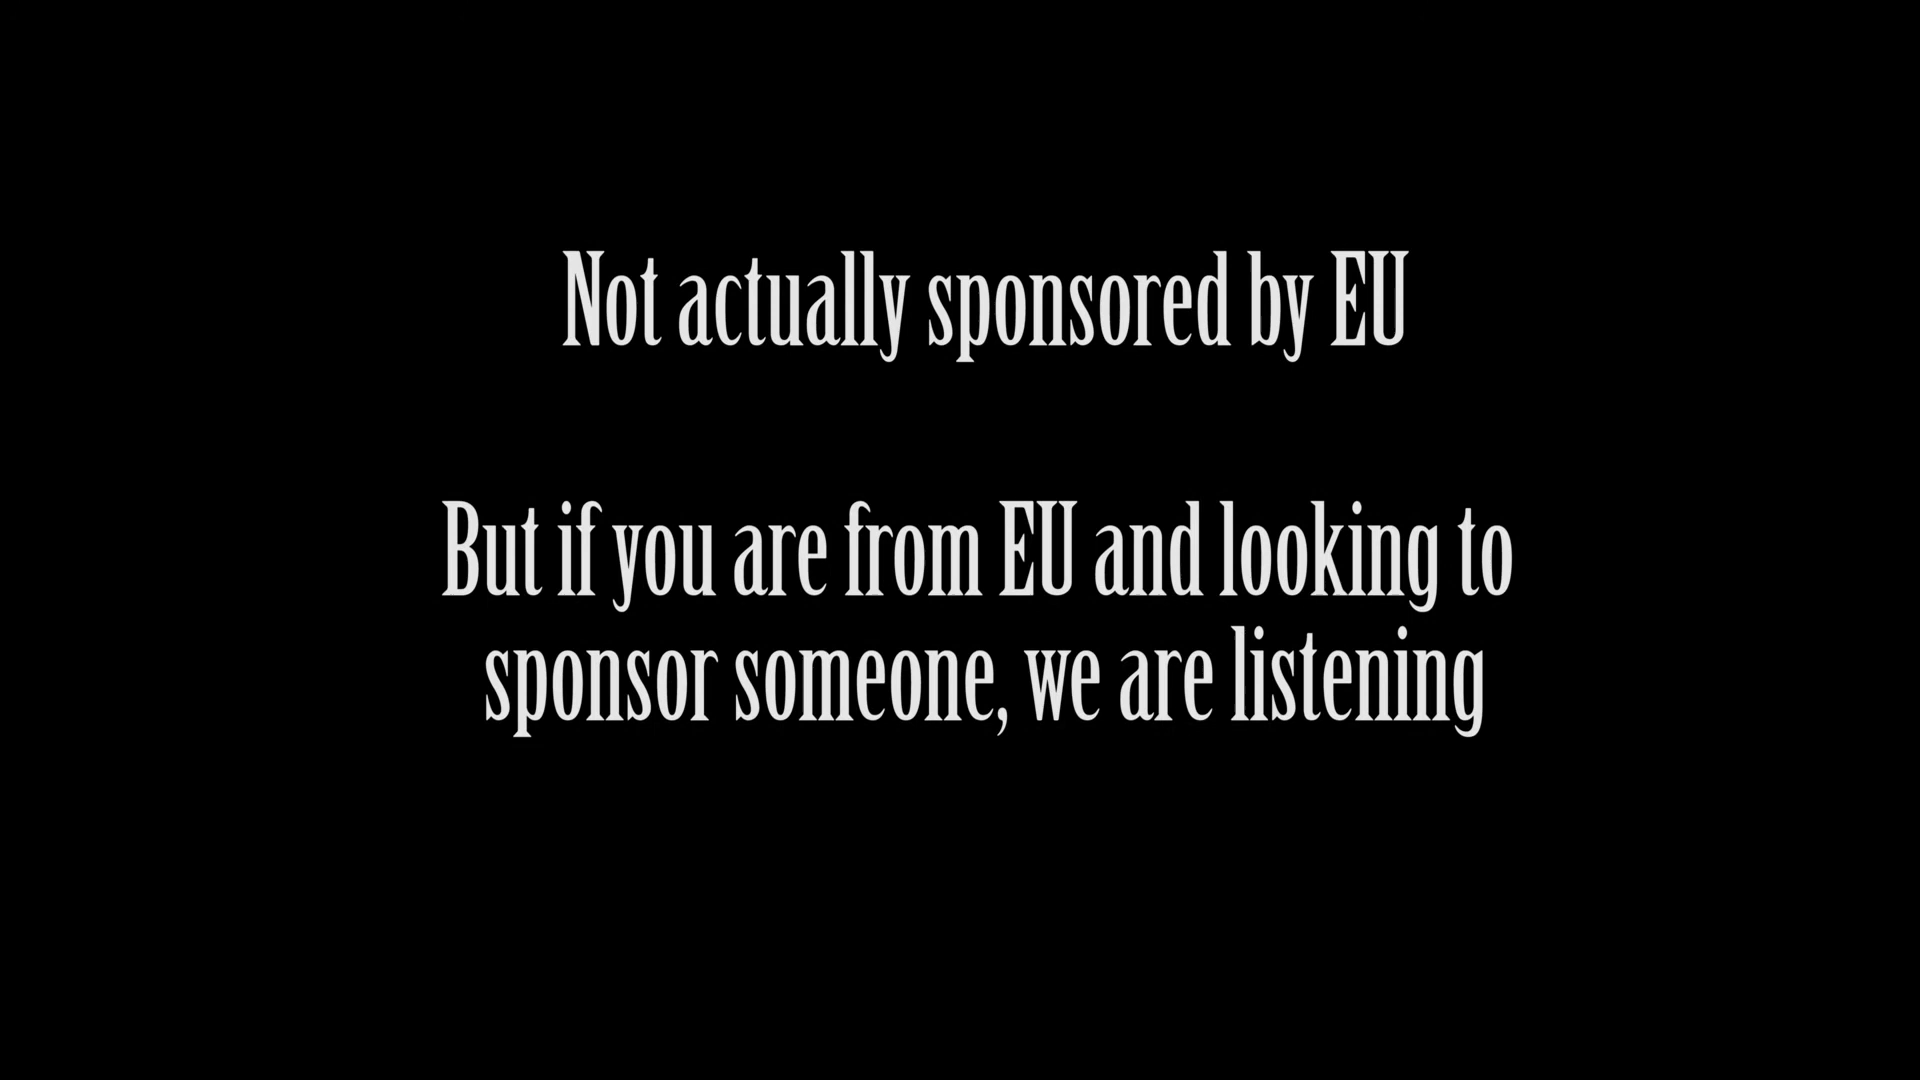 Not actually sponsored by EU
But if you are from EU and looking to
sponsor someone, we are listening